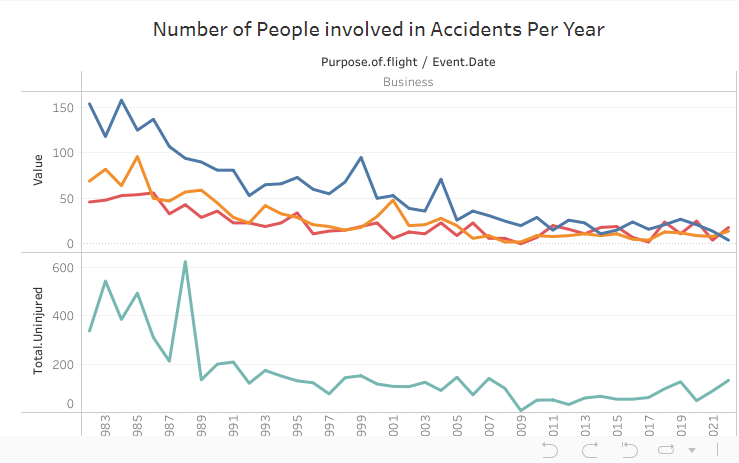 Number of People involved in Accidents Per Year
Purpose.of.flight / Event.Date
Business
Value
150
100
50
0
Total.Uninjured
600
400
200
0
983 985 987 989 991 993 995 997 999 001 003 005 007 009 011 013 015 017 019 021